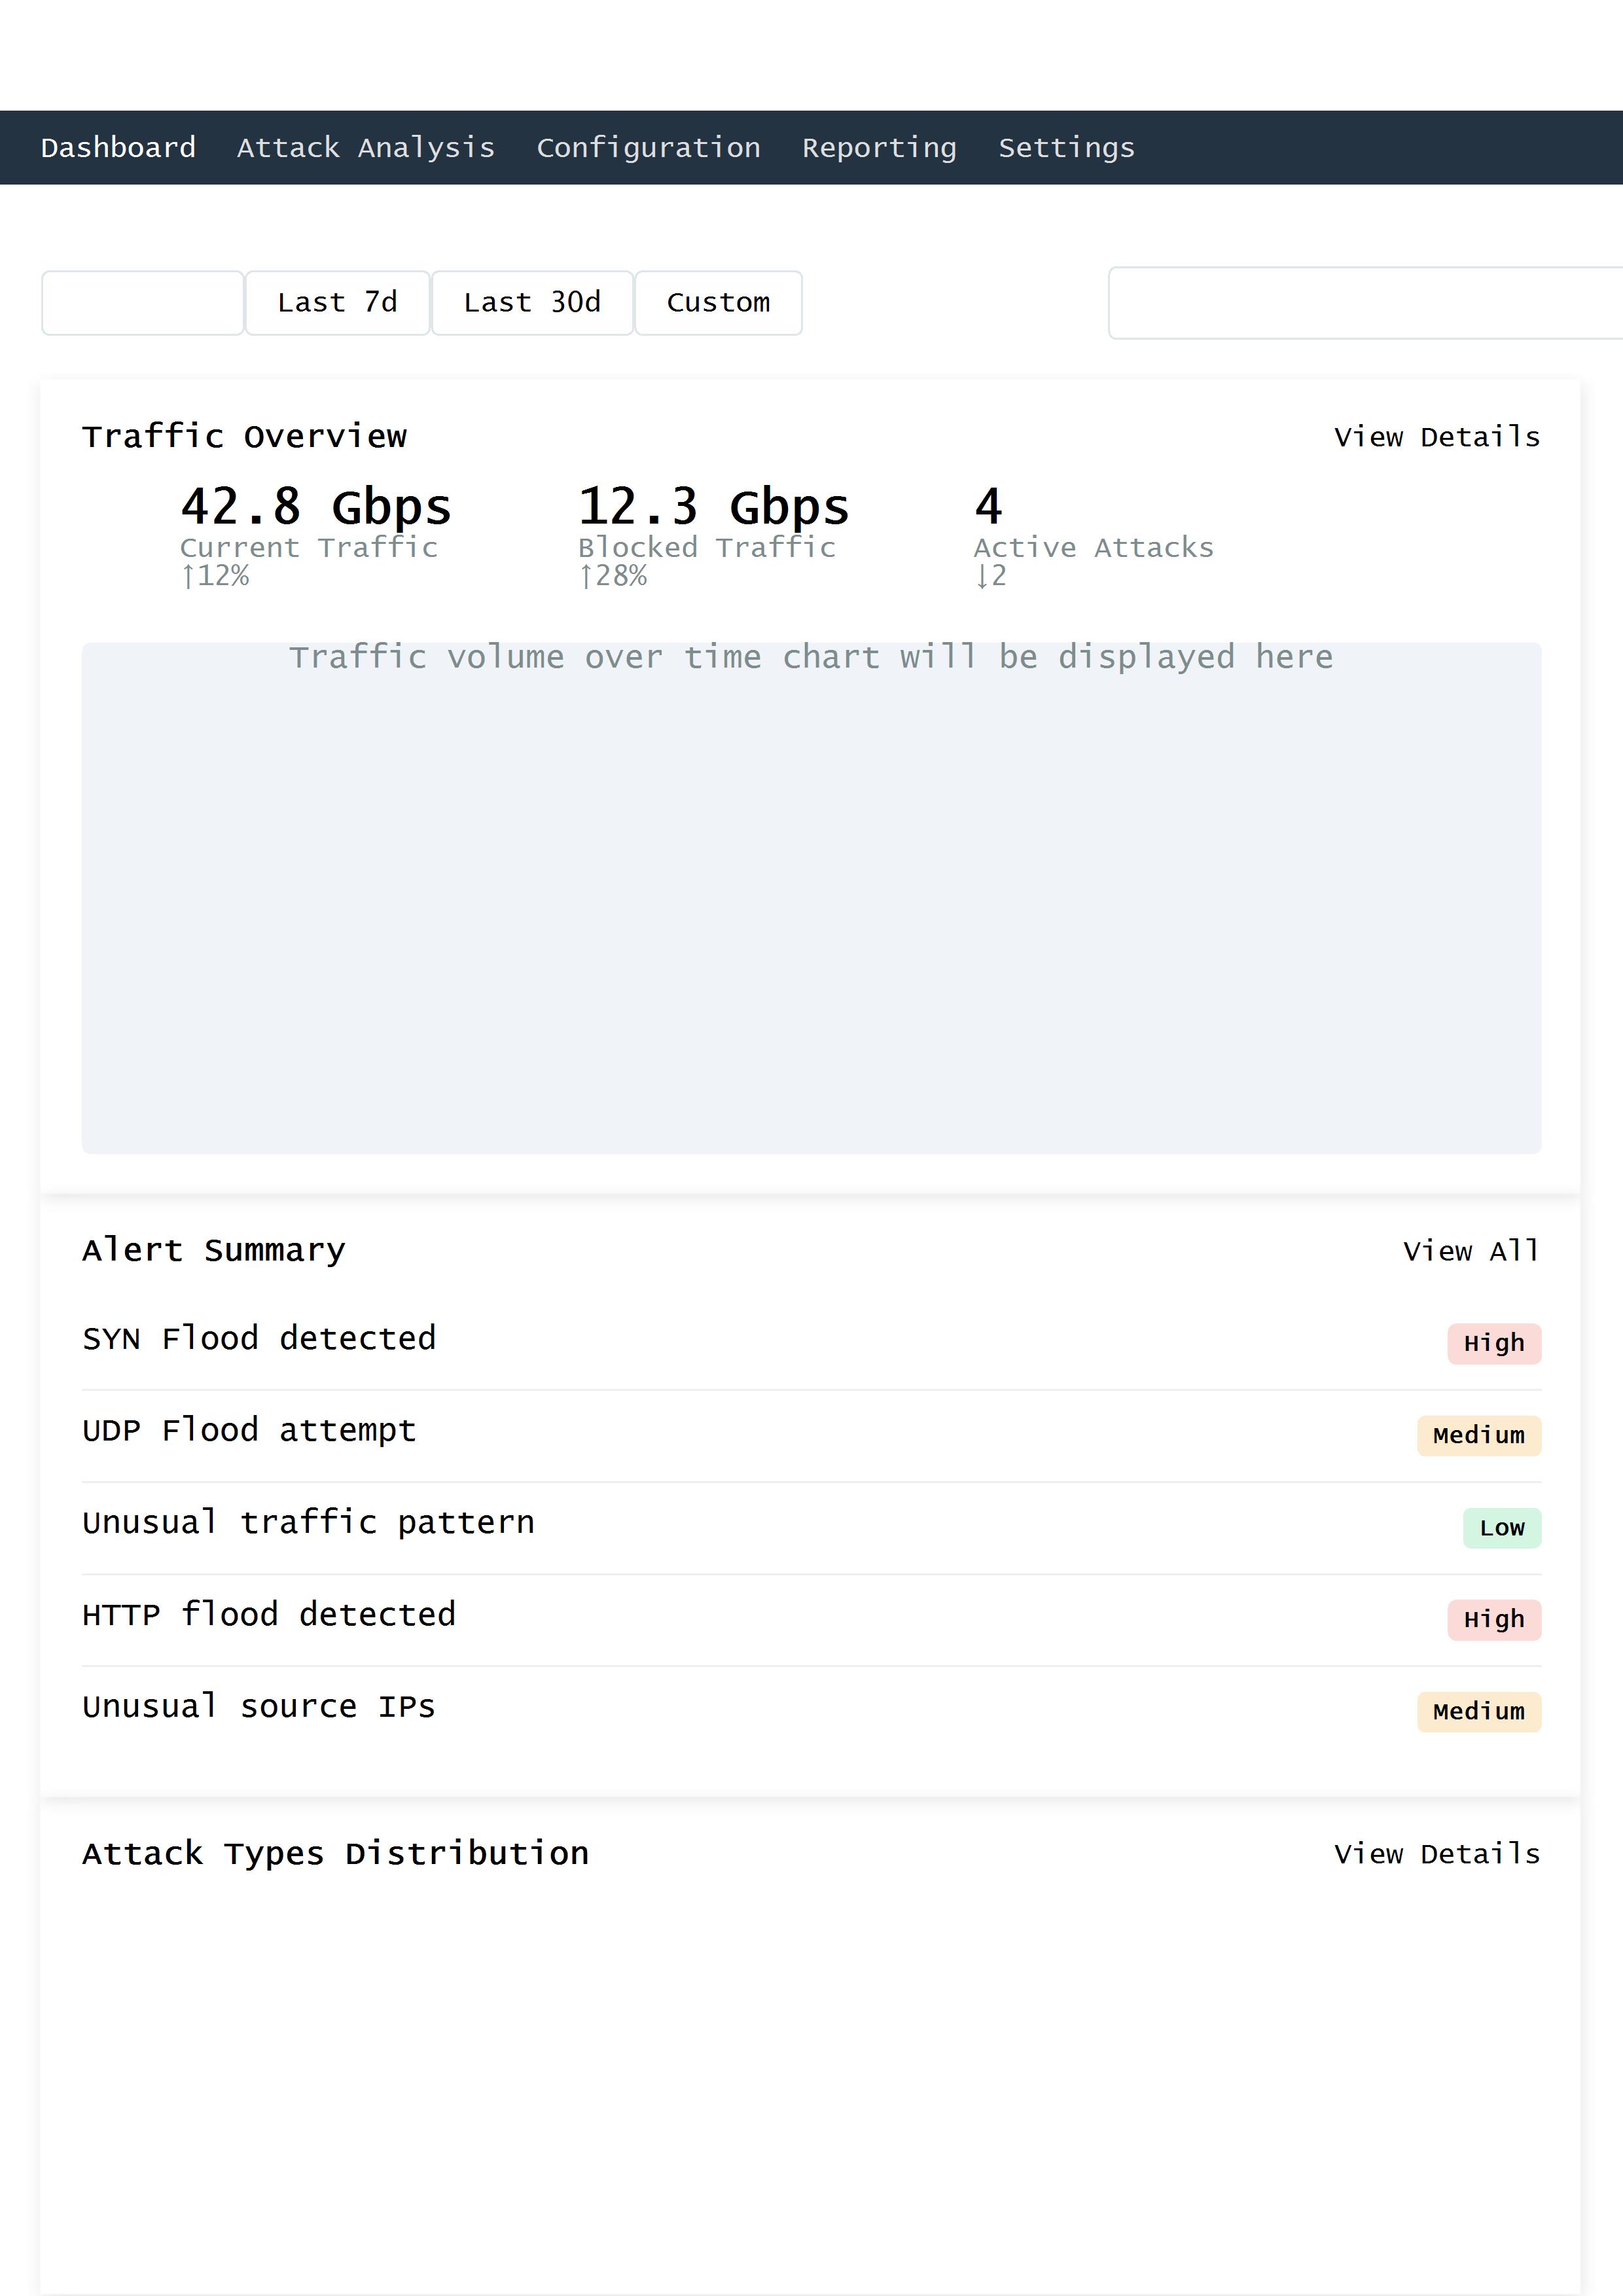 Dashboard Attack Analysis Configuration Reporting Settings
Last 7d Last 30d Custom
Traffic Overview View Details
42.8 Gbps 12.3 Gbps 4
Current Traffic Blocked Traffic Active Attacks
↑12% ↑28% ↓2
Traffic volume over time chart will be displayed here
Alert Summary View All
SYN Flood detected High
UDP Flood attempt Medium
Unusual traffic pattern Low
HTTP flood detected High
Unusual source IPs Medium
Attack Types Distribution View Details